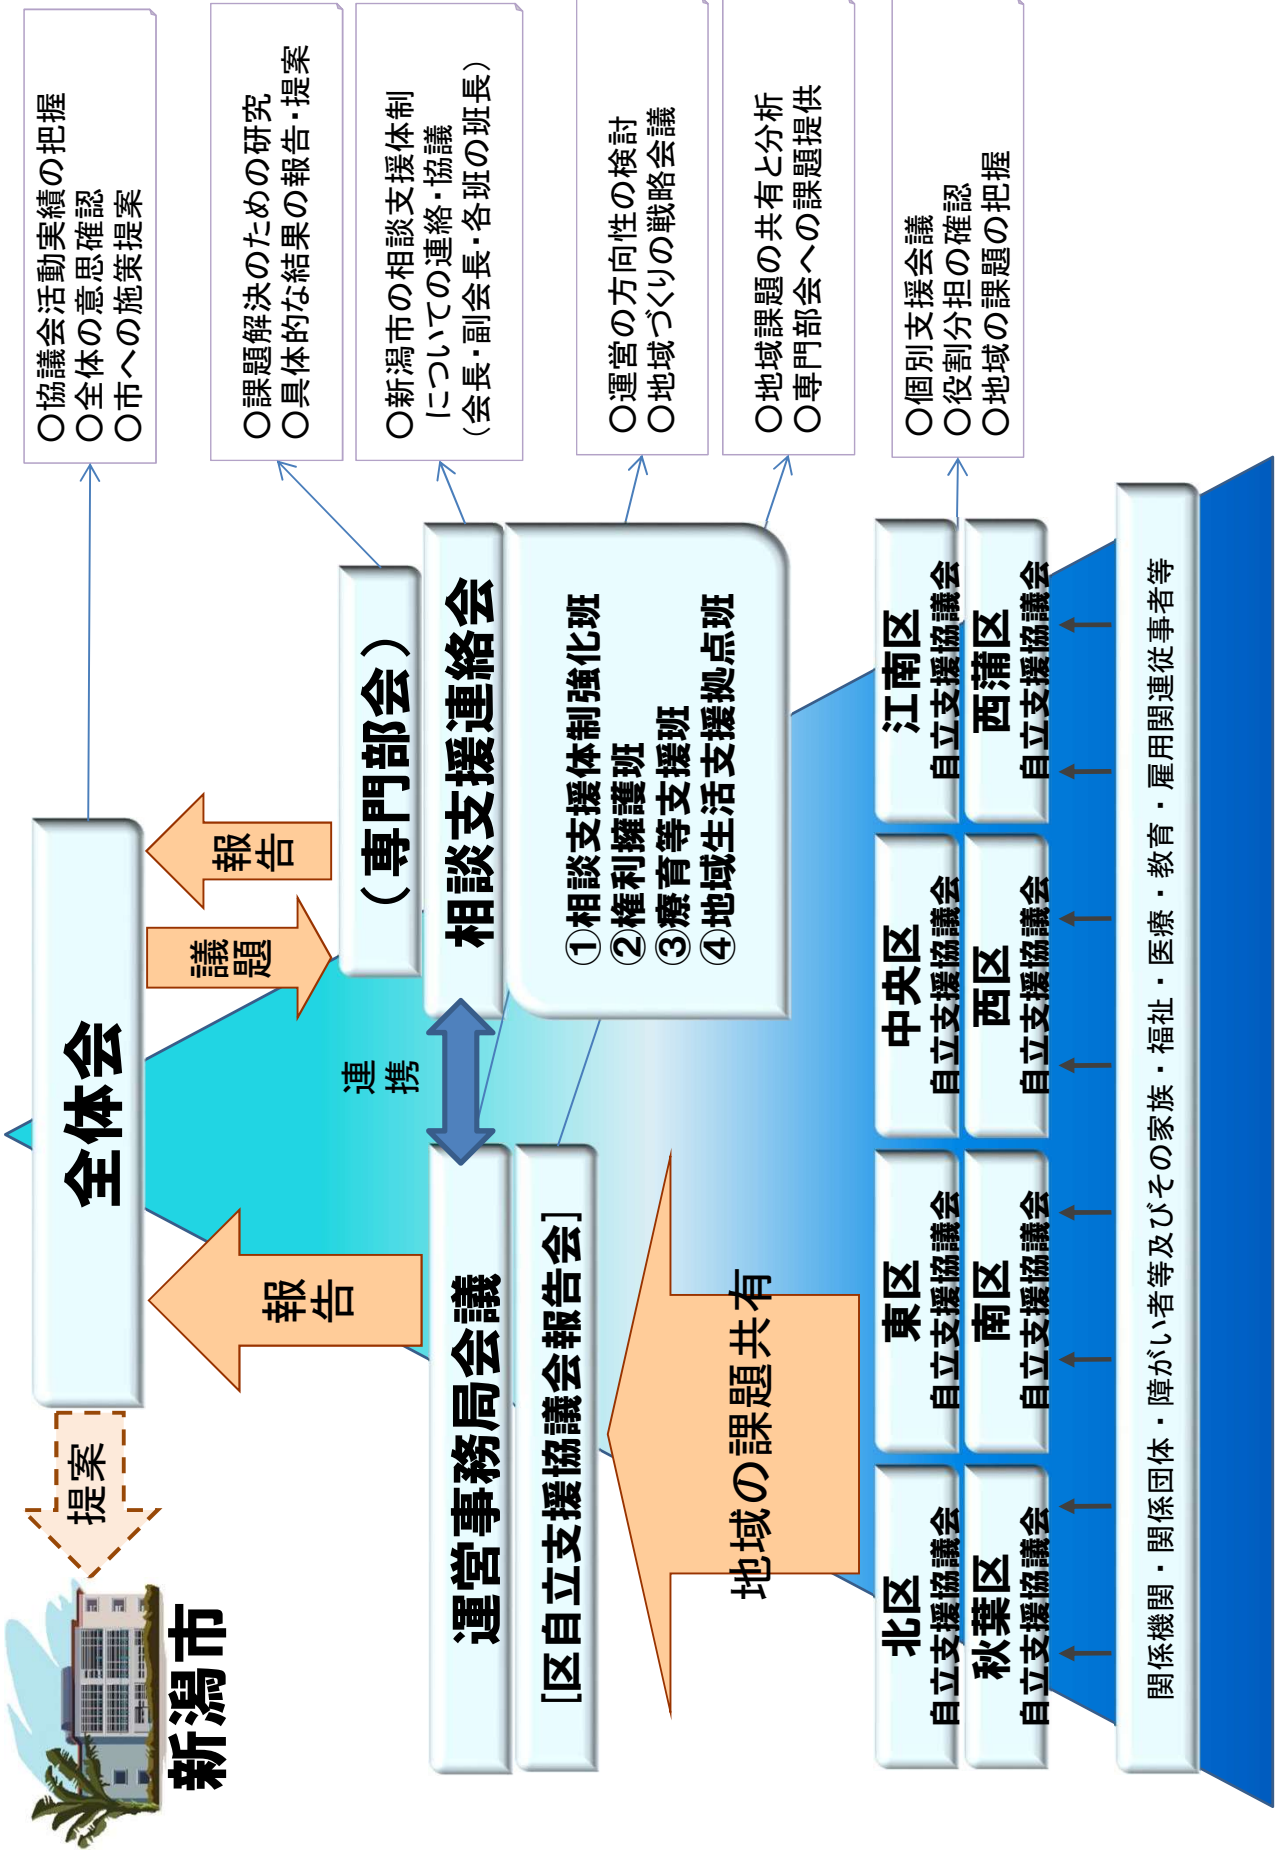 新潟市
提案
全体会
○協議会活動実績の把握
○全体の意思確認
○市への施策提案
報告
議題
報告
（専門部会）
○課題解決のための研究
○具体的な結果の報告・提案
運営事務局会議
連携
相談支援連絡会
○新潟市の相談支援体制
についての連絡・協議
（会長・副会長・各班の班長）
[区自立支援協議会報告会]
①相談支援体制強化班
②権利擁護班
③療育等支援班
④地域生活支援拠点班
○運営の方向性の検討
○地域づくりの戦略会議
○地域課題の共有と分析
○専門部会への課題提供
地域の課題共有
北区
自立支援協議会
東区
自立支援協議会
中央区
自立支援協議会
江南区
自立支援協議会
秋葉区
自立支援協議会
南区
自立支援協議会
西区
自立支援協議会
西蒲区
自立支援協議会
○個別支援会議
○役割分担の確認
○地域の課題の把握
関係機関・関係団体・障がい者等及びその家族・福祉・医療・教育・雇用関連従事者等